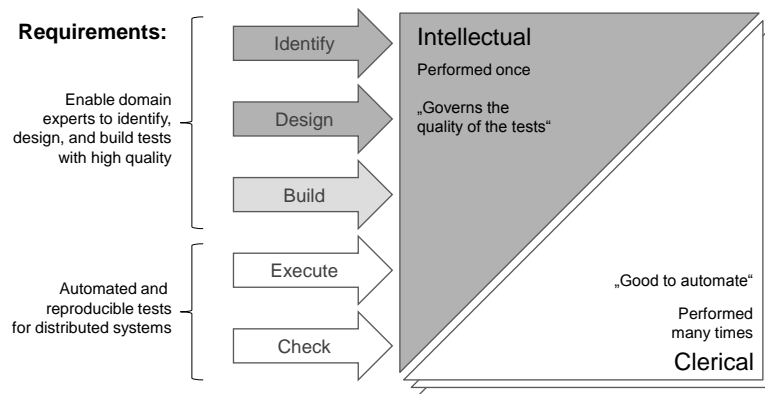 Requirements:
Enable domain
experts to identify,
design, and build tests
with high quality
Automated and
reproducible tests
for distributed systems
Identify
Design
Build
Execute
Check
Intellectual
Performed once
„Governs the
quality of the tests“
„Good to automate“
Performed
many times
Clerical